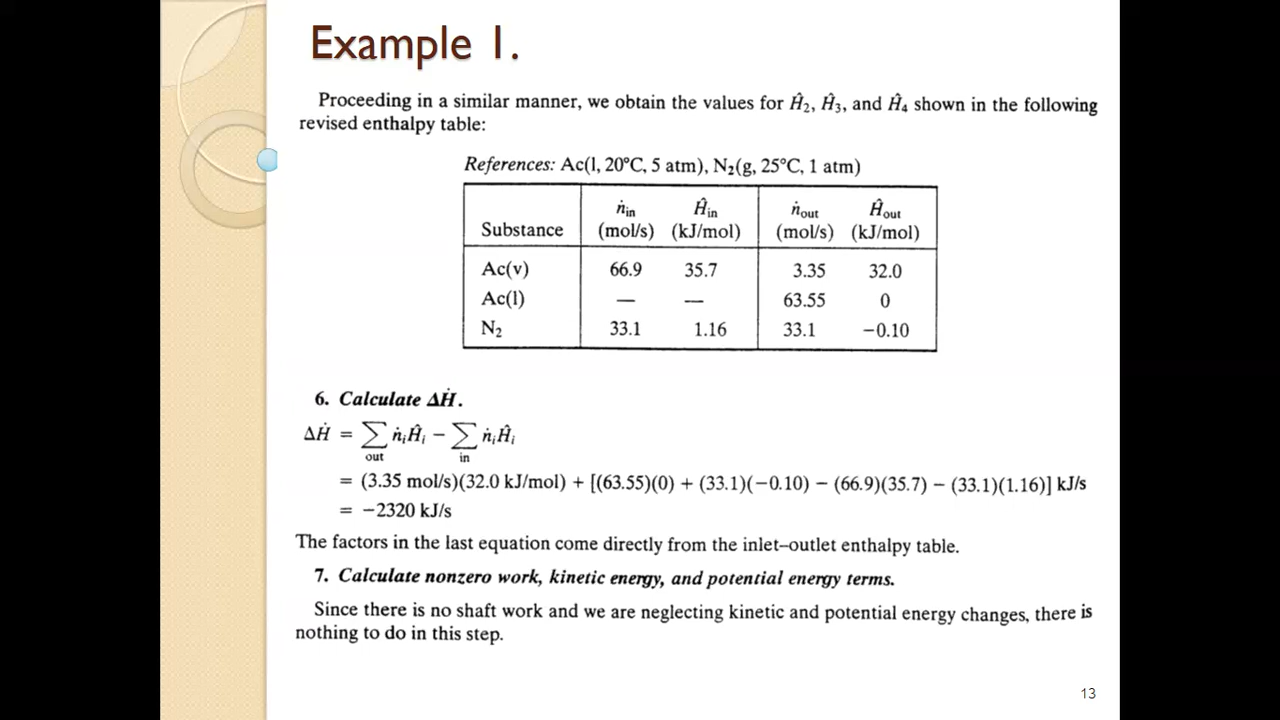 Example 1.
Proceeding in a similar manner, we obtain the values for Ĥ₂, Ĥ₃, and Ĥ₄ shown in the following
revised enthalpy table:
References: Ac(l, 20°C, 5 atm), N₂(g, 25°C, 1 atm)
Substance ṅin (mol/s) Ĥin (kJ/mol) ṅout (mol/s) Ĥout (kJ/mol)
Ac(v) 66.9 35.7 3.35 32.0
Ac(l) — — 63.55 0
N₂ 33.1 1.16 33.1 −0.10
6. Calculate ΔḢ.
ΔḢ = ∑out ṅᵢĤᵢ − ∑in ṅᵢĤᵢ
= (3.35 mol/s)(32.0 kJ/mol) + [(63.55)(0) + (33.1)(−0.10) − (66.9)(35.7) − (33.1)(1.16)] kJ/s
= −2320 kJ/s
The factors in the last equation come directly from the inlet–outlet enthalpy table.
7. Calculate nonzero work, kinetic energy, and potential energy terms.
Since there is no shaft work and we are neglecting kinetic and potential energy changes, there is
nothing to do in this step.
13